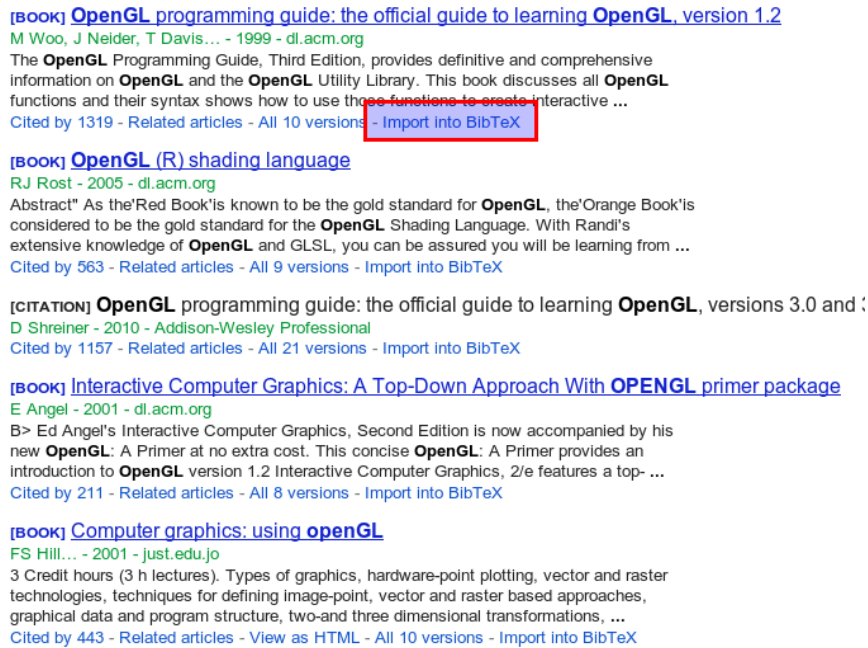 [BOOK] OpenGL programming guide: the official guide to learning OpenGL, version 1.2
M Woo, J Neider, T Davis… - 1999 - dl.acm.org
The OpenGL Programming Guide, Third Edition, provides definitive and comprehensive
information on OpenGL and the OpenGL Utility Library. This book discusses all OpenGL
functions and their syntax shows how to use those functions to create interactive ...
Cited by 1319 - Related articles - All 10 versions - Import into BibTeX
[BOOK] OpenGL (R) shading language
RJ Rost - 2005 - dl.acm.org
Abstract" As the'Red Book'is known to be the gold standard for OpenGL, the'Orange Book'is
considered to be the gold standard for the OpenGL Shading Language. With Randi's
extensive knowledge of OpenGL and GLSL, you can be assured you will be learning from ...
Cited by 563 - Related articles - All 9 versions - Import into BibTeX
[CITATION] OpenGL programming guide: the official guide to learning OpenGL, versions 3.0 and
D Shreiner - 2010 - Addison-Wesley Professional
Cited by 1157 - Related articles - All 21 versions - Import into BibTeX
[BOOK] Interactive Computer Graphics: A Top-Down Approach With OPENGL primer package
E Angel - 2001 - dl.acm.org
B> Ed Angel's Interactive Computer Graphics, Second Edition is now accompanied by his
new OpenGL: A Primer at no extra cost. This concise OpenGL: A Primer provides an
introduction to OpenGL version 1.2 Interactive Computer Graphics, 2/e features a top- ...
Cited by 211 - Related articles - All 8 versions - Import into BibTeX
[BOOK] Computer graphics: using openGL
FS Hill… - 2001 - just.edu.jo
3 Credit hours (3 h lectures). Types of graphics, hardware-point plotting, vector and raster
technologies, techniques for defining image-point, vector and raster based approaches,
graphical data and program structure, two-and three dimensional transformations, ...
Cited by 443 - Related articles - View as HTML - All 10 versions - Import into BibTeX